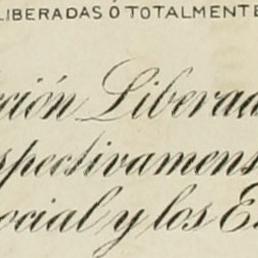 LIBERADAS Ó TOTALMENTE
ción Liberad
spectivamen
ocial y los E